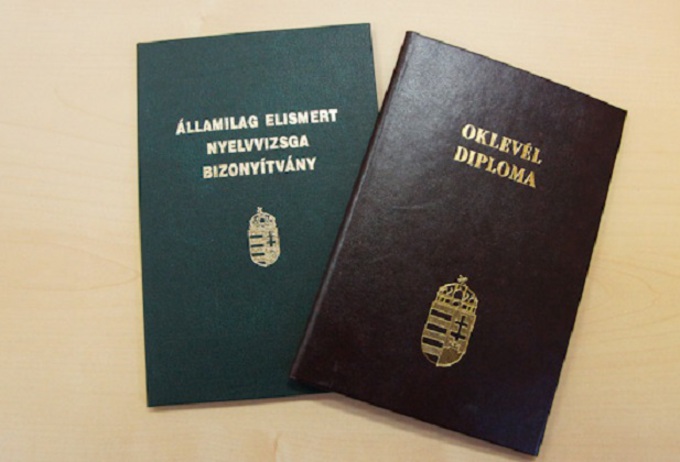 ÁLLAMILAG ELISMERT
NYELVVIZSGA
BIZONYÍTVÁNY
OKLEVÉL
DIPLOMA